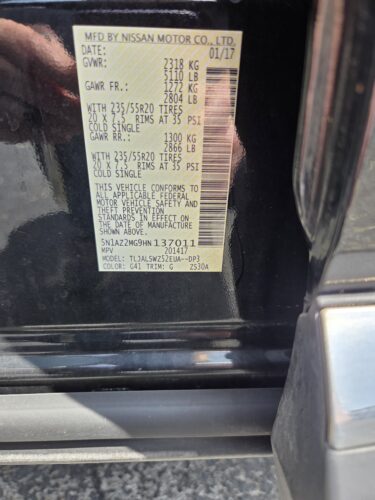 MFD BY NISSAN MOTOR CO., LTD.
DATE: 01/17
GVWR: 2318 KG
5110 LB
GAWR FR.: 1272 KG
2804 LB
WITH 235/55R20 TIRES
20 X 7.5 RIMS AT 35 PSI
COLD SINGLE
GAWR RR.: 1300 KG
2866 LB
WITH 235/55R20 TIRES
20 X 7.5 RIMS AT 35 PSI
COLD SINGLE
THIS VEHICLE CONFORMS TO
ALL APPLICABLE FEDERAL
MOTOR VEHICLE SAFETY AND
THEFT PREVENTION
STANDARDS IN EFFECT ON
THE DATE OF MANUFACTURE
SHOWN ABOVE.
5N1AZ2MG9HN 137011
MPV 201417
MODEL: TLJALSWZ52EUA--DP3
COLOR: G41 TRIM: G ZS30A